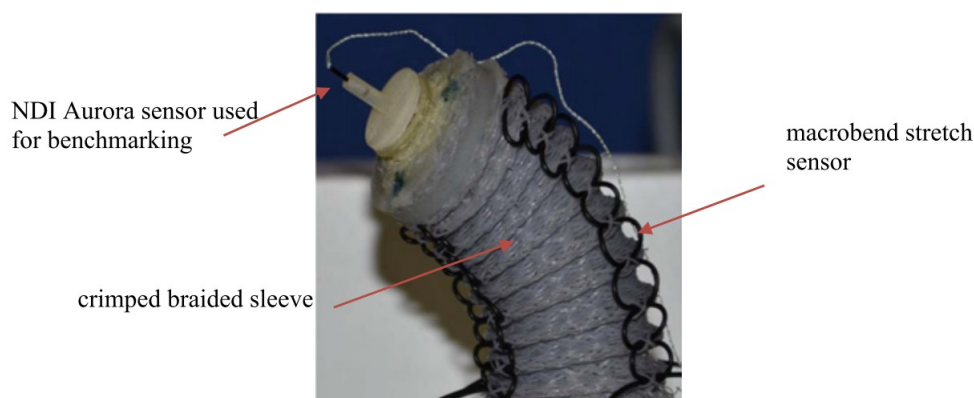 NDI Aurora sensor used
for benchmarking
macrobend stretch
sensor
crimped braided sleeve